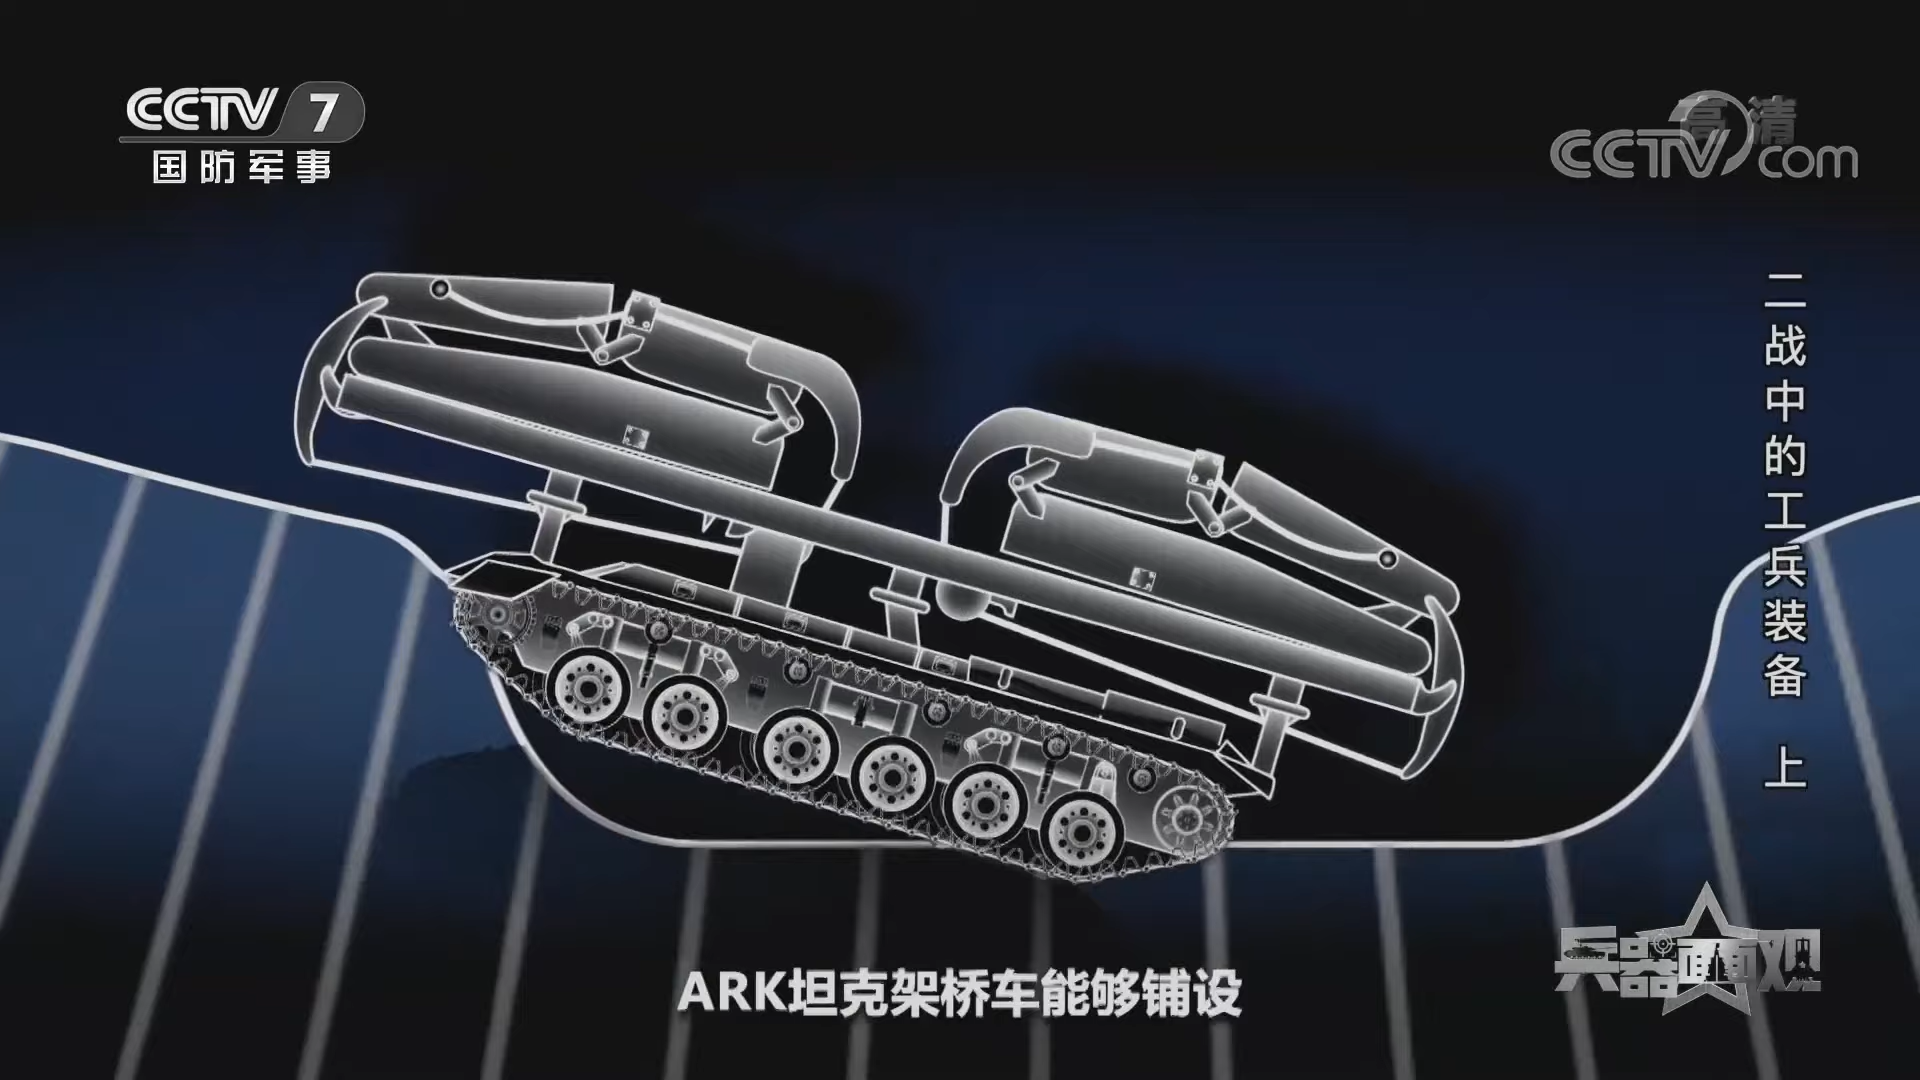 CCTV 7
国防军事
高清
CCTV com
二战中的工兵装备 上
兵器面面观
ARK坦克架桥车能够铺设